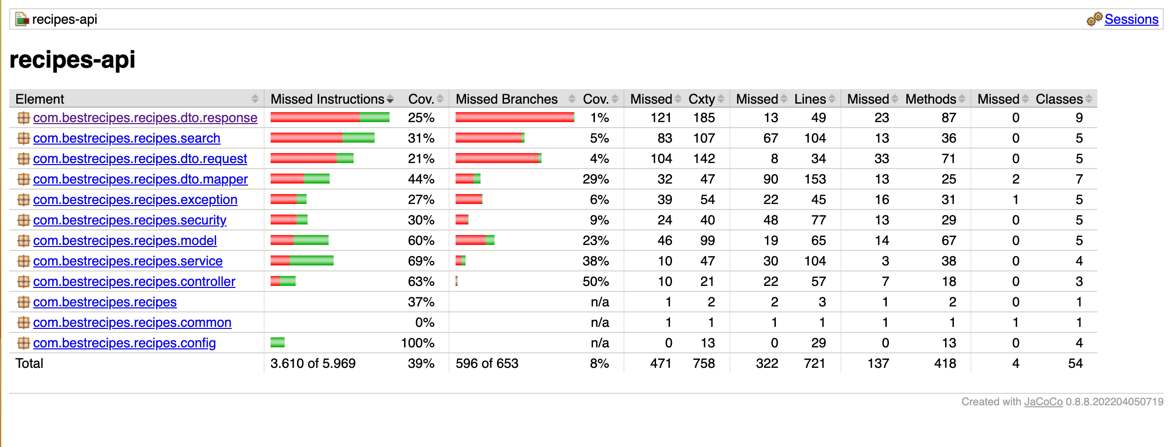 recipes-api Sessions
recipes-api
Element Missed Instructions Cov. Missed Branches Cov. Missed Cxty Missed Lines Missed Methods Missed Classes
com.bestrecipes.recipes.dto.response 25% 1% 121 185 13 49 23 87 0 9
com.bestrecipes.recipes.search 31% 5% 83 107 67 104 13 36 0 5
com.bestrecipes.recipes.dto.request 21% 4% 104 142 8 34 33 71 0 5
com.bestrecipes.recipes.dto.mapper 44% 29% 32 47 90 153 13 25 2 7
com.bestrecipes.recipes.exception 27% 6% 39 54 22 45 16 31 1 5
com.bestrecipes.recipes.security 30% 9% 24 40 48 77 13 29 0 5
com.bestrecipes.recipes.model 60% 23% 46 99 19 65 14 67 0 5
com.bestrecipes.recipes.service 69% 38% 10 47 30 104 3 38 0 4
com.bestrecipes.recipes.controller 63% 50% 10 21 22 57 7 18 0 3
com.bestrecipes.recipes 37% n/a 1 2 2 3 1 2 0 1
com.bestrecipes.recipes.common 0% n/a 1 1 1 1 1 1 1 1
com.bestrecipes.recipes.config 100% n/a 0 13 0 29 0 13 0 4
Total 3.610 of 5.969 39% 596 of 653 8% 471 758 322 721 137 418 4 54
Created with JaCoCo 0.8.8.202204050719